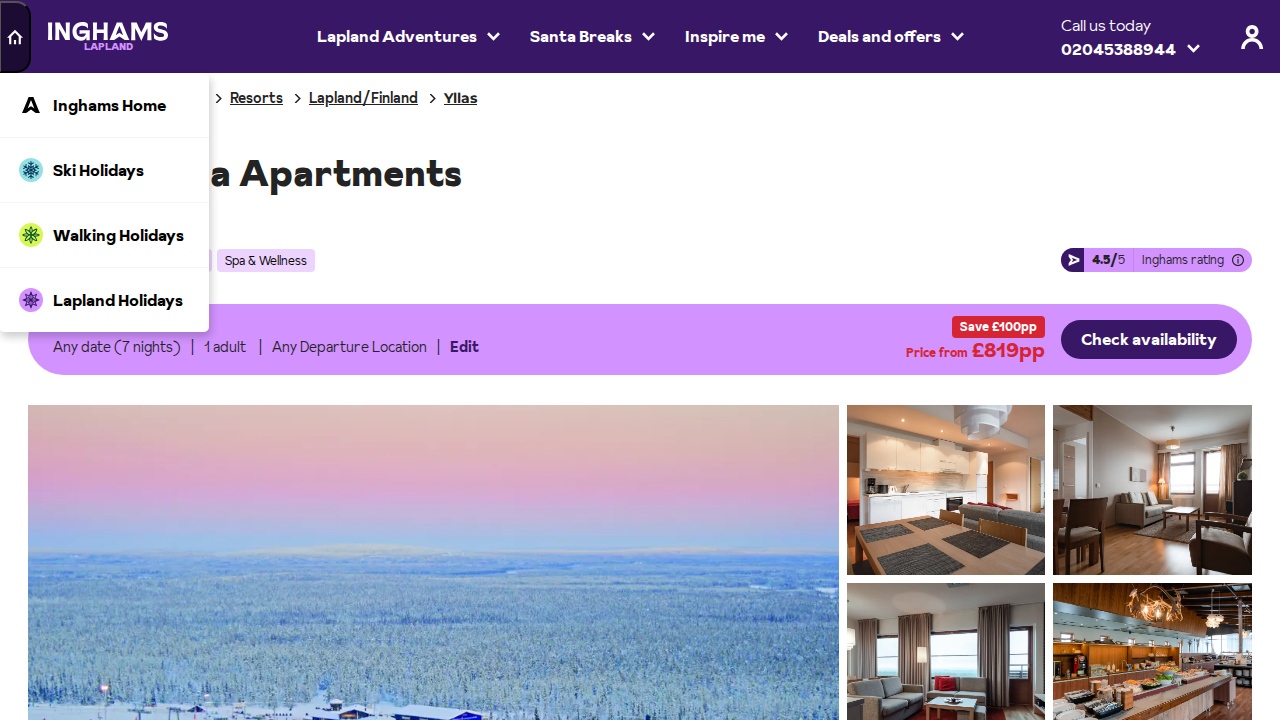 INGHAMS
LAPLAND
Lapland Adventures
Santa Breaks
Inspire me
Deals and offers
Call us today
02045388944
Inghams Home
Ski Holidays
Walking Holidays
Lapland Holidays
Resorts
Lapland/Finland
Yllas
a Apartments
Spa & Wellness
4.5/5
Inghams rating
Any date (7 nights) | 1 adult | Any Departure Location | Edit
Save £100pp
Price from £819pp
Check availability